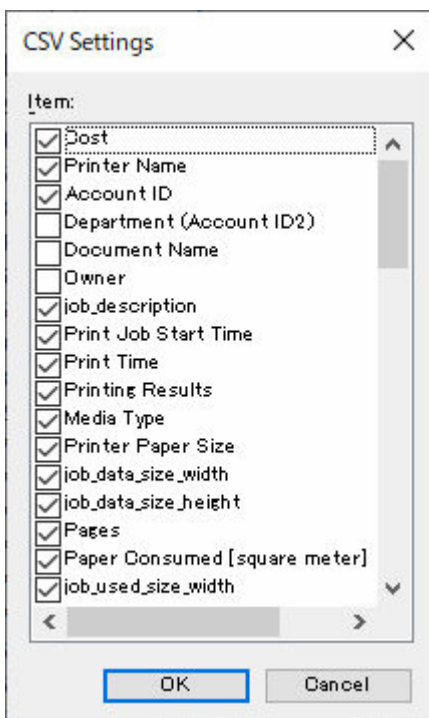 CSV Settings
Item:
Cost
Printer Name
Account ID
Department (Account ID2)
Document Name
Owner
job_description
Print Job Start Time
Print Time
Printing Results
Media Type
Printer Paper Size
job_data_size_width
job_data_size_height
Pages
Paper Consumed [square meter]
job_used_size_width
OK
Cancel